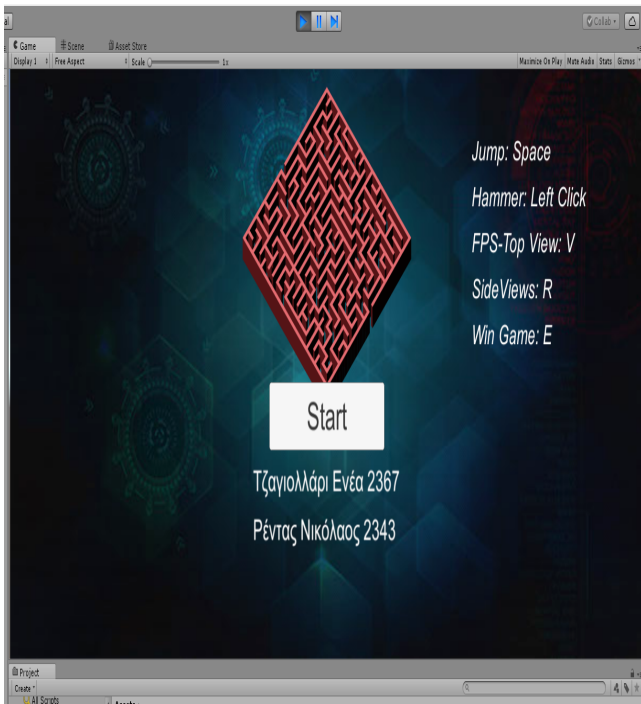 Collab
Game Scene Asset Store
Display 1 Free Aspect Scale 1x Maximize On Play Mute Audio Stats Gizmos
Jump: Space
Hammer: Left Click
FPS-Top View: V
SideViews: R
Win Game: E
Start
Τζαγιολλάρι Ενέα 2367
Ρέντας Νικόλαος 2343
Project
Create
All Scripts Assets